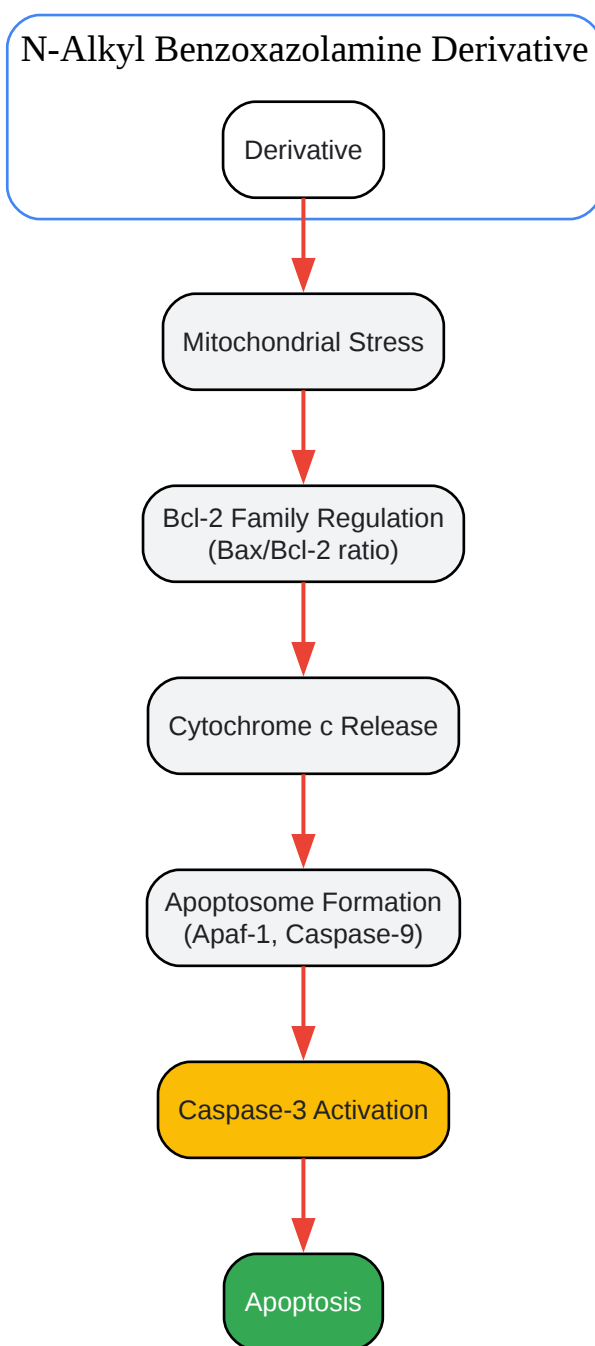 N-Alkyl Benzoxazolamine Derivative
Derivative
Mitochondrial Stress
Bcl-2 Family Regulation
(Bax/Bcl-2 ratio)
Cytochrome c Release
Apoptosome Formation
(Apaf-1, Caspase-9)
Caspase-3 Activation
Apoptosis